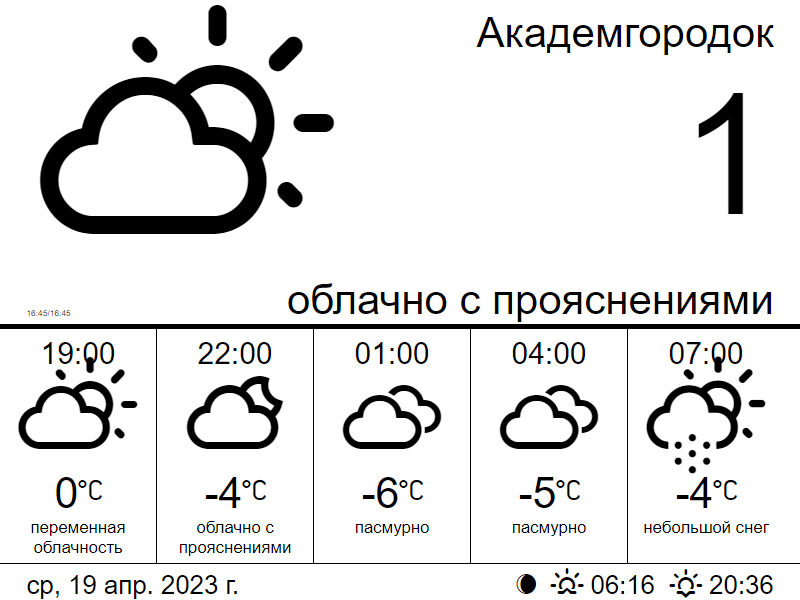 Академгородок
1
облачно с прояснениями
16:45/16:45
19:00 22:00 01:00 04:00 07:00
0°C -4°C -6°C -5°C -4°C
переменная облачность
облачно с прояснениями
пасмурно
пасмурно
небольшой снег
ср, 19 апр. 2023 г. 06:16 20:36